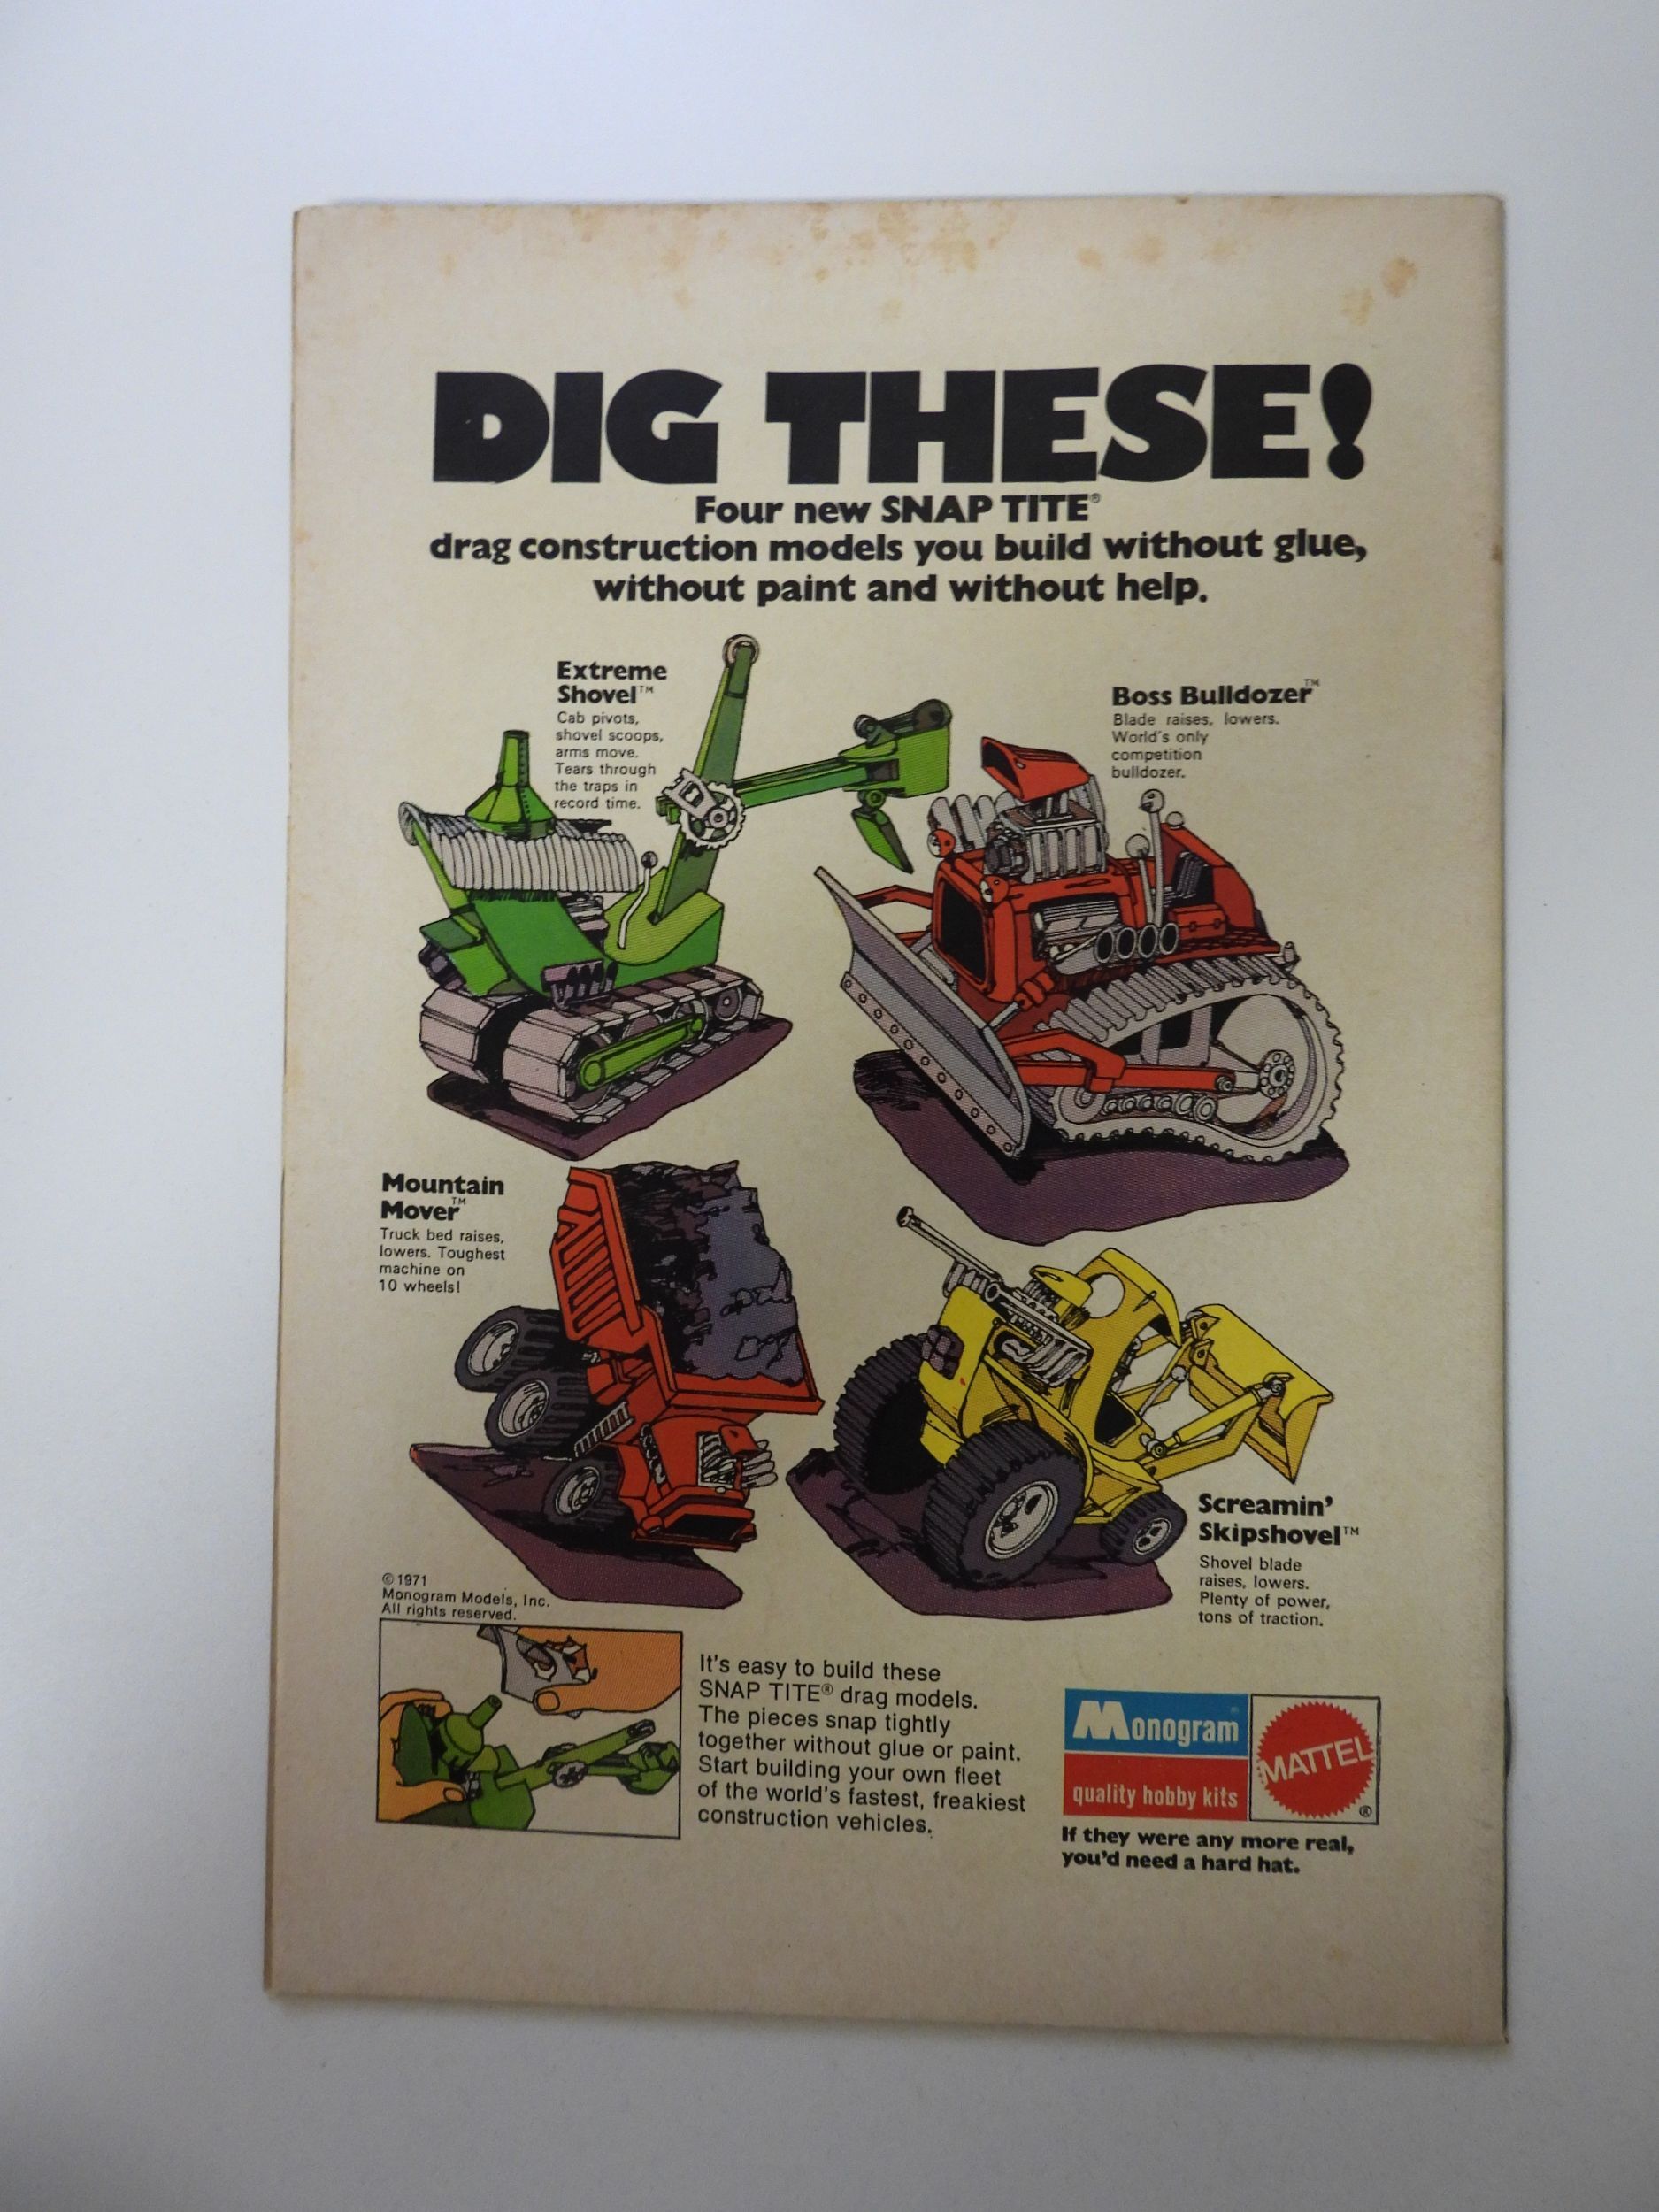 DIG THESE!
Four new SNAP TITE®
drag construction models you build without glue,
without paint and without help.
Extreme
Shovel™
Cab pivots,
shovel scoops,
arms move.
Tears through
the traps in
record time.
Boss Bulldozer™
Blade raises, lowers.
World's only
competition
bulldozer.
Mountain
Mover™
Truck bed raises,
lowers. Toughest
machine on
10 wheels!
Screamin'
Skipshovel™
Shovel blade
raises, lowers.
Plenty of power,
tons of traction.
©1971
Monogram Models, Inc.
All rights reserved.
It's easy to build these
SNAP TITE® drag models.
The pieces snap tightly
together without glue or paint.
Start building your own fleet
of the world's fastest, freakiest
construction vehicles.
Monogram®
quality hobby kits
MATTEL
®
If they were any more real,
you'd need a hard hat.